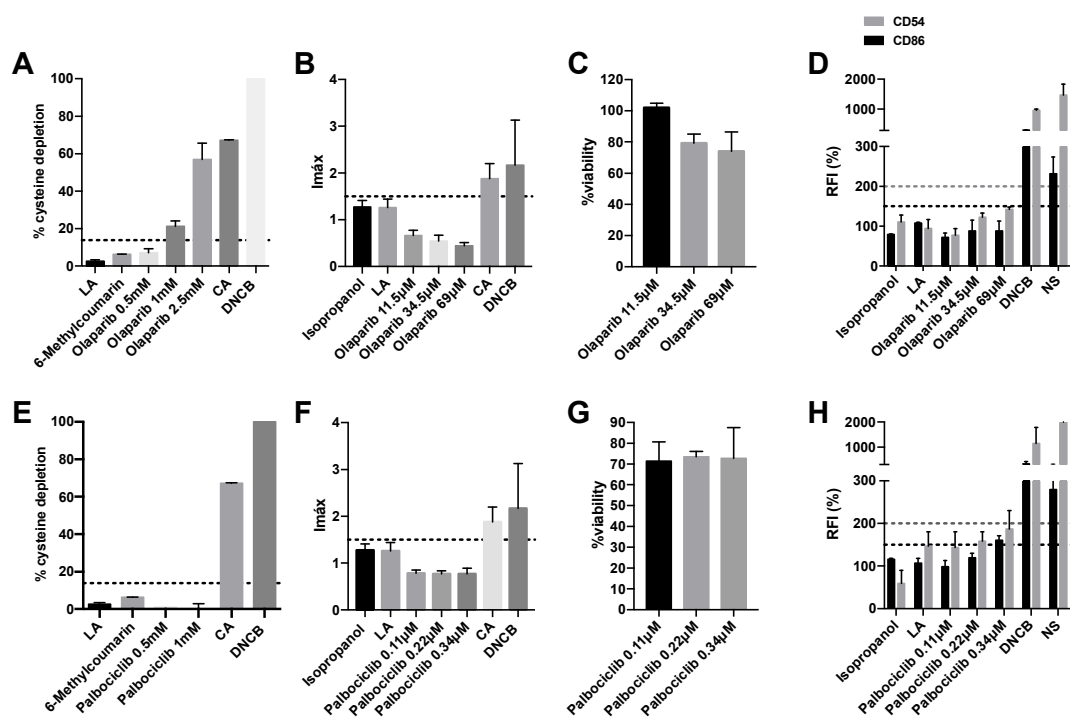 CD54
CD86
A
B
C
D
% cysteine depletion
100
80
60
40
20
0
LA
6-Methylcoumarin
Olaparib 0.5mM
Olaparib 1mM
Olaparib 2.5mM
CA
DNCB
Imáx
4
3
2
1
0
Isopropanol
LA
Olaparib 11.5µM
Olaparib 34.5µM
Olaparib 69µM
CA
DNCB
%viability
120
100
80
60
40
20
0
Olaparib 11.5µM
Olaparib 34.5µM
Olaparib 69µM
RFI (%)
2000
1000
300
200
100
0
Isopropanol
LA
Olaparib 11.5µM
Olaparib 34.5µM
Olaparib 69µM
DNCB
NS
E
F
G
H
% cysteine depletion
100
80
60
40
20
0
LA
6-Methylcoumarin
Palbociclib 0.5mM
Palbociclib 1mM
CA
DNCB
Imáx
4
3
2
1
0
Isopropanol
LA
Palbociclib 0.11µM
Palbociclib 0.22µM
Palbociclib 0.34µM
CA
DNCB
%viability
90
80
70
60
50
40
30
20
10
0
Palbociclib 0.11µM
Palbociclib 0.22µM
Palbociclib 0.34µM
RFI (%)
2000
1000
300
200
100
0
Isopropanol
LA
Palbociclib 0.11µM
Palbociclib 0.22µM
Palbociclib 0.34µM
DNCB
NS